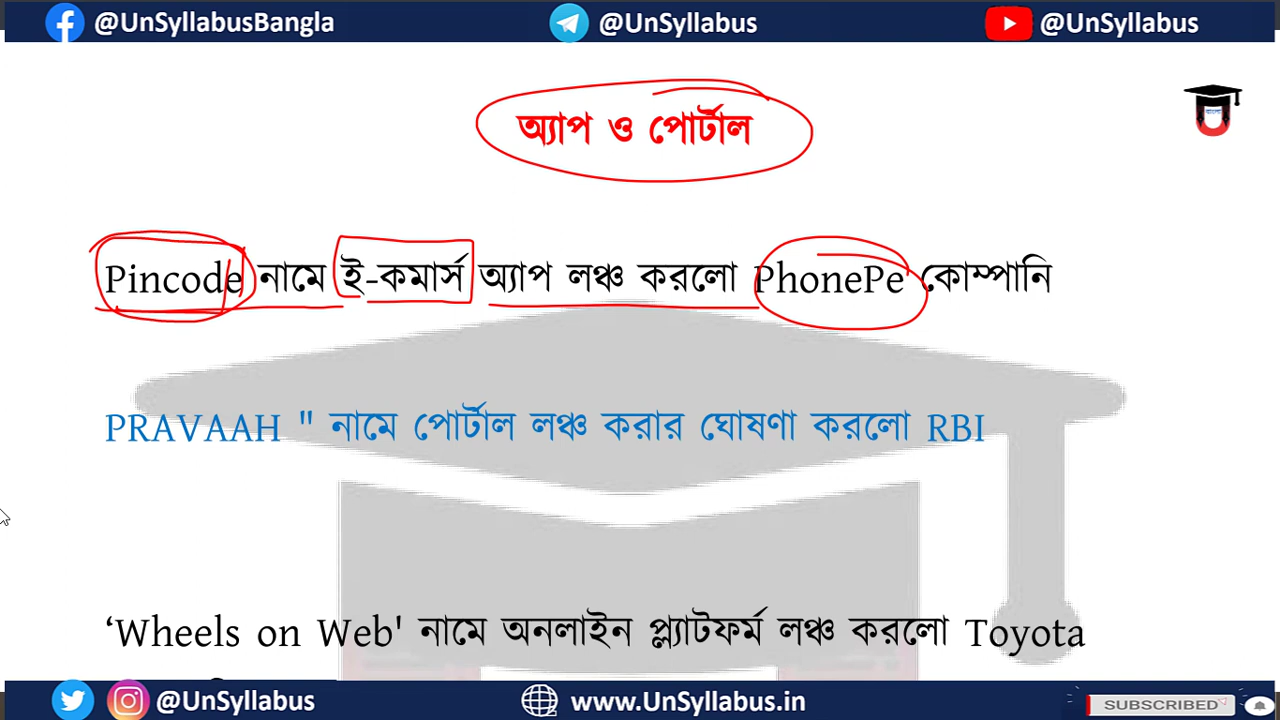 @UnSyllabusBangla @UnSyllabus @UnSyllabus
অ্যাপ ও পোর্টাল
Pincode নামে ই-কমার্স অ্যাপ লঞ্চ করলো PhonePe কোম্পানি
PRAVAAH " নামে পোর্টাল লঞ্চ করার ঘোষণা করলো RBI
‘Wheels on Web' নামে অনলাইন প্ল্যাটফর্ম লঞ্চ করলো Toyota
@UnSyllabus www.UnSyllabus.in SUBSCRIBED